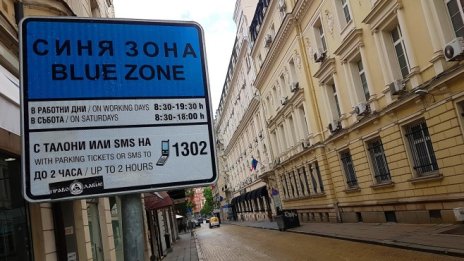 СИНЯ ЗОНА
BLUE ZONE
В РАБОТНИ ДНИ / ON WORKING DAYS 8:30-19:30 h
В СЪБОТА / ON SATURDAYS 8:30-18:00 h
С ТАЛОНИ ИЛИ SMS НА
WITH PARKING TICKETS OR SMS TO
1302
ДО 2 ЧАСА / UP TO 2 HOURS